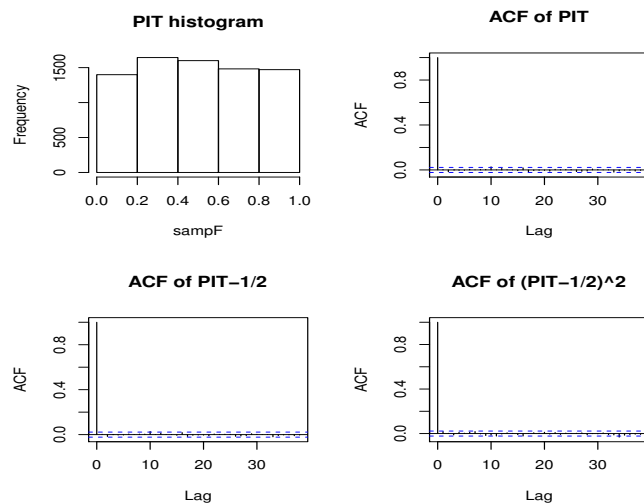 PIT histogram
Frequency
0
500
1500
0.0 0.2 0.4 0.6 0.8 1.0
sampF
ACF of PIT
ACF
0.0
0.4
0.8
0 10 20 30
Lag
ACF of PIT−1/2
ACF
0.0
0.4
0.8
0 10 20 30
Lag
ACF of (PIT−1/2)^2
ACF
0.0
0.4
0.8
0 10 20 30
Lag